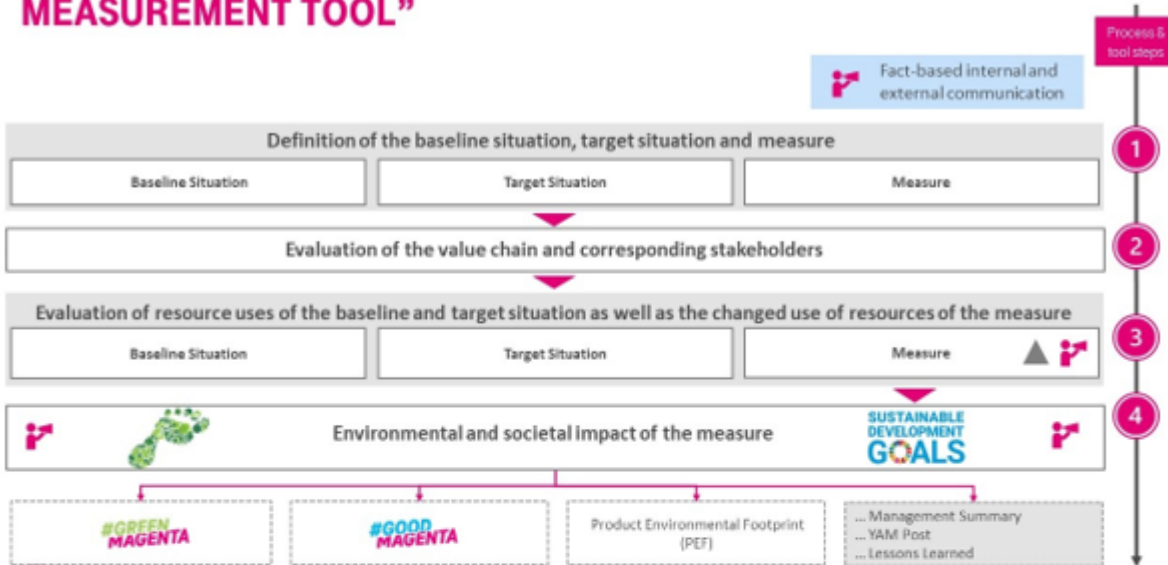 MEASUREMENT TOOL”
Process &
tool steps
Fact-based internal and
external communication
Definition of the baseline situation, target situation and measure
1
Baseline Situation
Target Situation
Measure
Evaluation of the value chain and corresponding stakeholders
2
Evaluation of resource uses of the baseline and target situation as well as the changed use of resources of the measure
3
Baseline Situation
Target Situation
Measure
4
Environmental and societal impact of the measure
SUSTAINABLE
DEVELOPMENT
GOALS
#GREEN
MAGENTA
#GOOD
MAGENTA
Product Environmental Footprint
(PEF)
... Management Summary
... YAM Post
... Lessons Learned